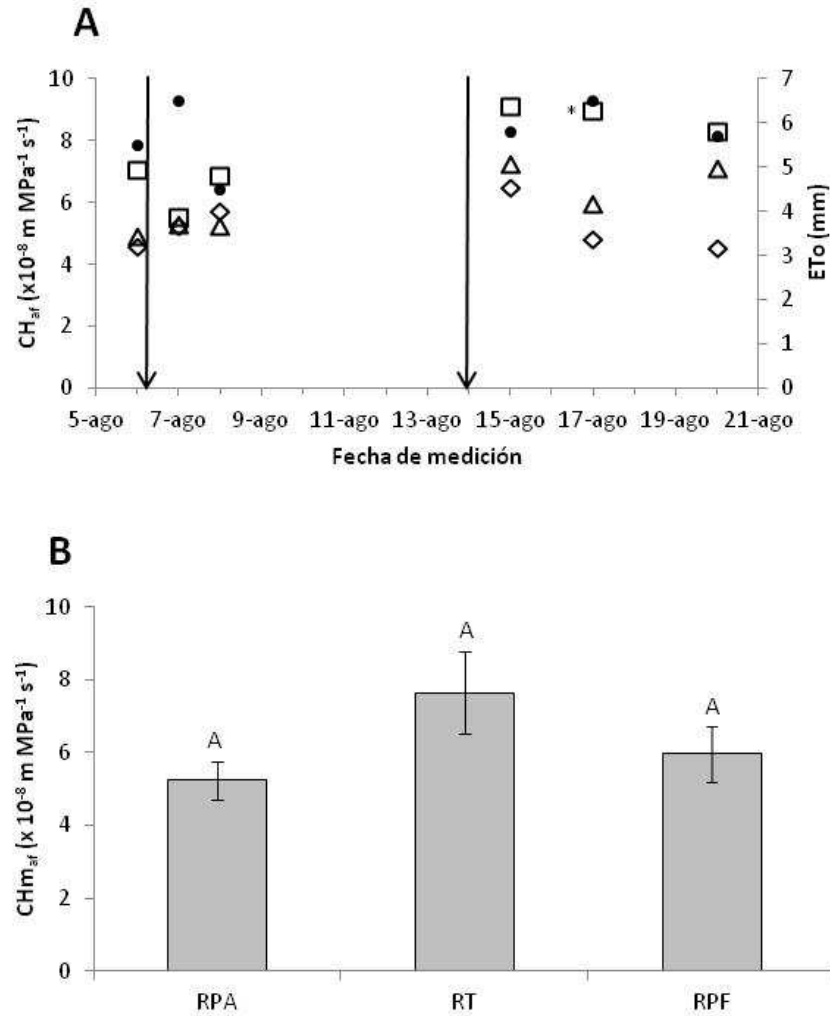 A
10
8
6
4
2
0
CHaf (x10-8 m MPa-1 s-1)
*
7
6
5
4
3
2
1
0
ETo (mm)
5-ago 7-ago 9-ago 11-ago 13-ago 15-ago 17-ago 19-ago 21-ago
Fecha de medición
B
10
8
6
4
2
0
CHmaf (x 10-8 m MPa-1 s-1)
A A A
RPA RT RPF